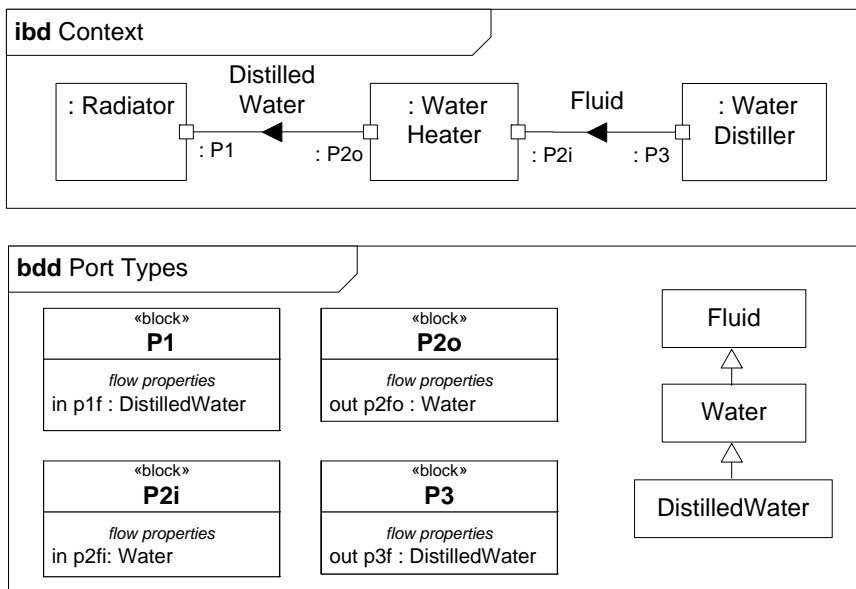 ibd Context
: Radiator
Distilled
Water
: Water
Heater
Fluid
: Water
Distiller
: P1
: P2o
: P2i
: P3
bdd Port Types
«block»
P1
flow properties
in p1f : DistilledWater
«block»
P2o
flow properties
out p2fo : Water
«block»
P2i
flow properties
in p2fi: Water
«block»
P3
flow properties
out p3f : DistilledWater
Fluid
Water
DistilledWater